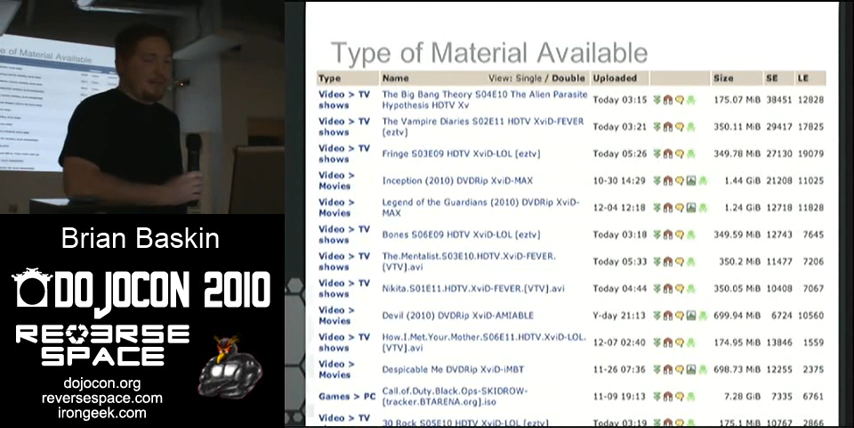 Type of Material Available
Type Name View: Single / Double Uploaded Size SE LE
Video > TV shows The Big Bang Theory S04E10 The Alien Parasite Hypothesis HDTV Xv Today 03:15 175.07 MiB 38451 12828
Video > TV shows The Vampire Diaries S02E11 HDTV XviD-FEVER [eztv] Today 03:21 350.11 MiB 29417 17825
Video > TV shows Fringe S03E09 HDTV XviD-LOL [eztv] Today 05:26 349.78 MiB 27130 19079
Video > Movies Inception (2010) DVDRip XviD-MAX 10-30 14:29 1.44 GiB 21208 11025
Video > Movies Legend of the Guardians (2010) DVDRip XviD-MAX 12-04 12:18 1.24 GiB 12718 11828
Video > TV shows Bones S06E09 HDTV XviD-LOL [eztv] Today 03:18 349.59 MiB 12743 7645
Video > TV shows The.Mentalist.S03E10.HDTV.XviD-FEVER.[VTV].avi Today 05:33 350.2 MiB 11477 7206
Video > TV shows Nikita.S01E11.HDTV.XviD-FEVER.[VTV].avi Today 04:44 350.05 MiB 10408 7067
Video > Movies Devil (2010) DVDRip XviD-AMIABLE Y-day 21:13 699.94 MiB 6724 10560
Video > TV shows How.I.Met.Your.Mother.S06E11.HDTV.XviD-LOL.[VTV].avi 12-07 02:40 174.95 MiB 13846 1559
Video > Movies Despicable Me DVDRip XviD-iMBT 11-26 07:36 698.73 MiB 12255 2375
Games > PC Call.of.Duty.Black.Ops-SKIDROW-[tracker.BTARENA.org].iso 11-09 19:13 7.28 GiB 7335 6761
Video > TV 30 Rock S05E10 HDTV XviD-LOL [eztv] Today 03:19 175.1 MiB 10767 2866
Brian Baskin
DOJOCON 2010
REVERSE
SPACE
dojocon.org
reversespace.com
irongeek.com